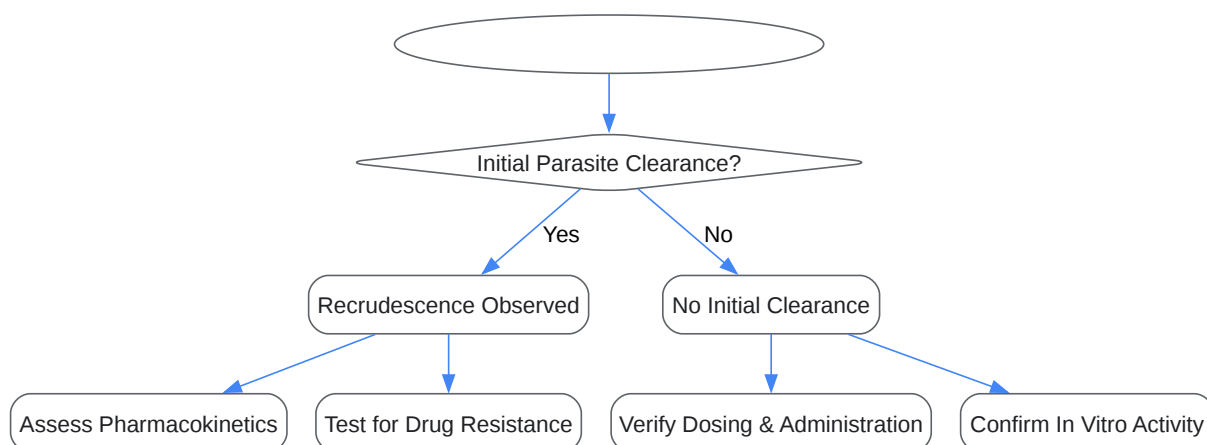 Initial Parasite Clearance?
Yes
No
Recrudescence Observed
No Initial Clearance
Assess Pharmacokinetics
Test for Drug Resistance
Verify Dosing & Administration
Confirm In Vitro Activity